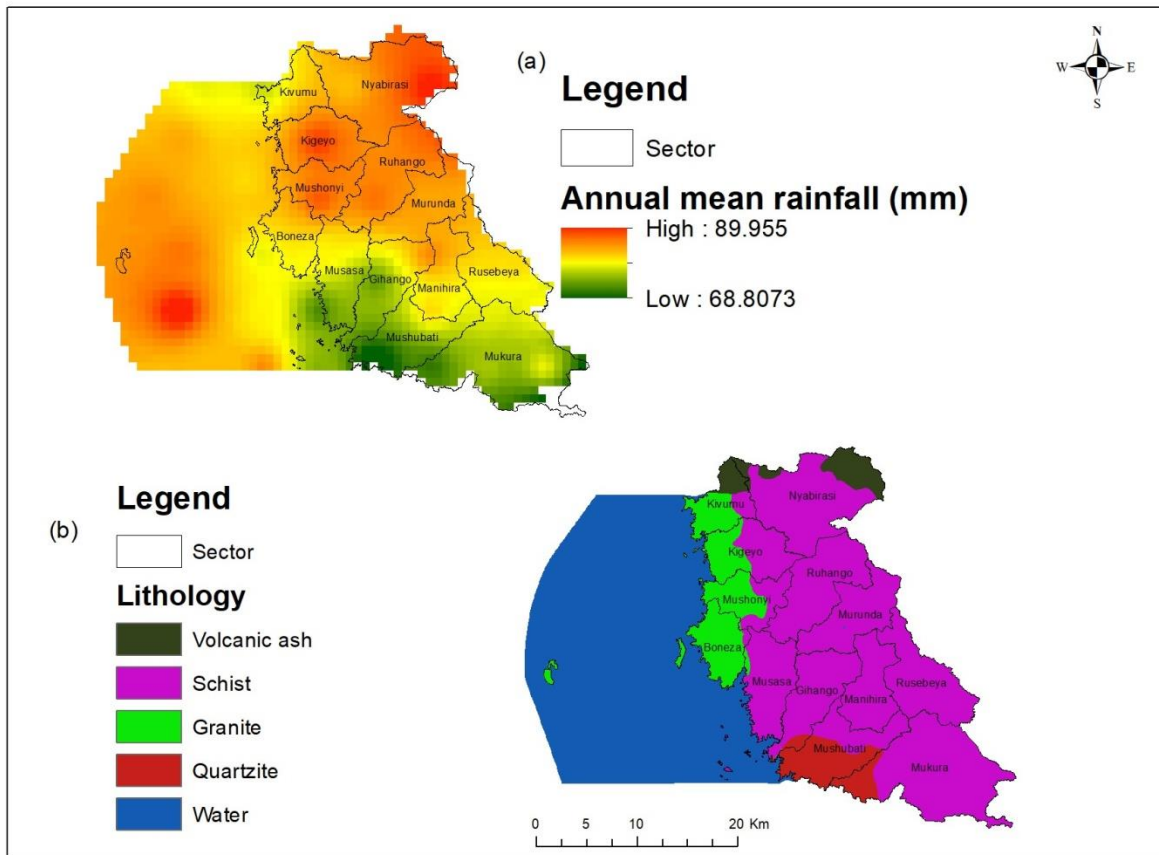 (a)
N
W E
S
Legend
Sector
Annual mean rainfall (mm)
High : 89.955
Low : 68.8073
Kivumu
Nyabirasi
Kigeyo
Ruhango
Mushonyi
Murunda
Boneza
Musasa
Gihango
Rusebeya
Manihira
Mushubati
Mukura
(b)
Legend
Sector
Lithology
Volcanic ash
Schist
Granite
Quartzite
Water
Kivumu
Nyabirasi
Kigeyo
Ruhango
Mushonyi
Murunda
Boneza
Musasa
Gihango
Rusebeya
Manihira
Mushubati
Mukura
0 5 10 20 Km